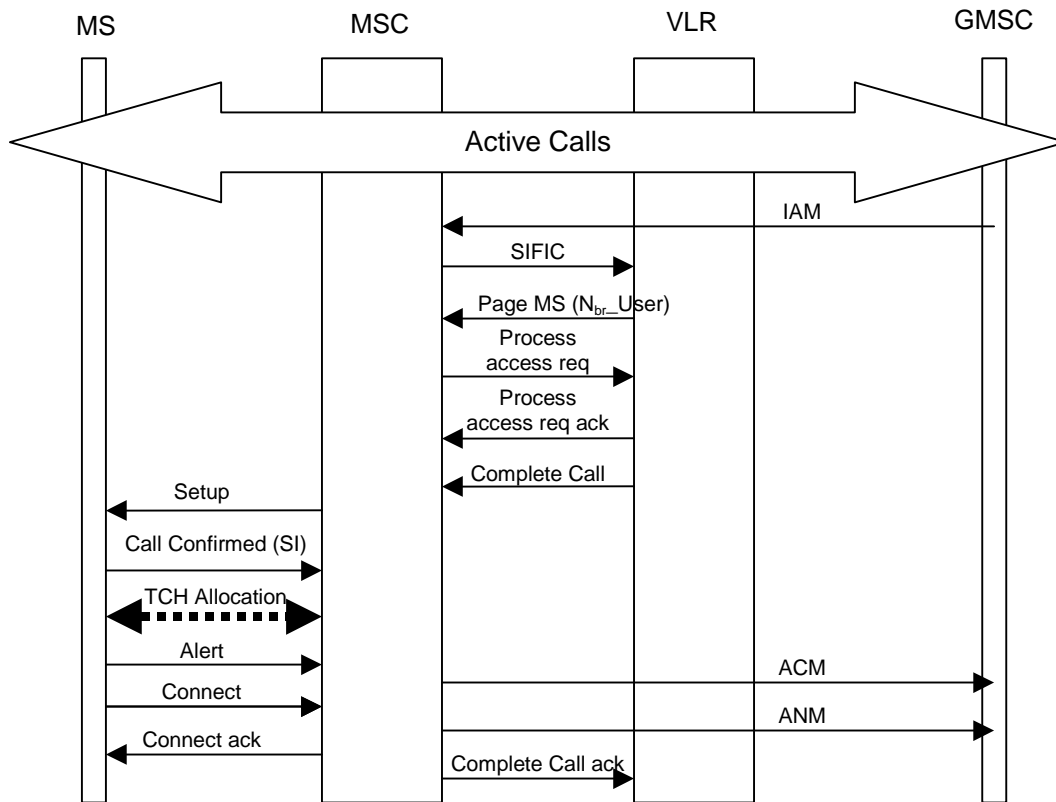 MS
MSC
VLR
GMSC
Active Calls
IAM
SIFIC
Page MS (Nbr_User)
Process
access req
Process
access req ack
Complete Call
Setup
Call Confirmed (SI)
TCH Allocation
Alert
ACM
Connect
ANM
Connect ack
Complete Call ack